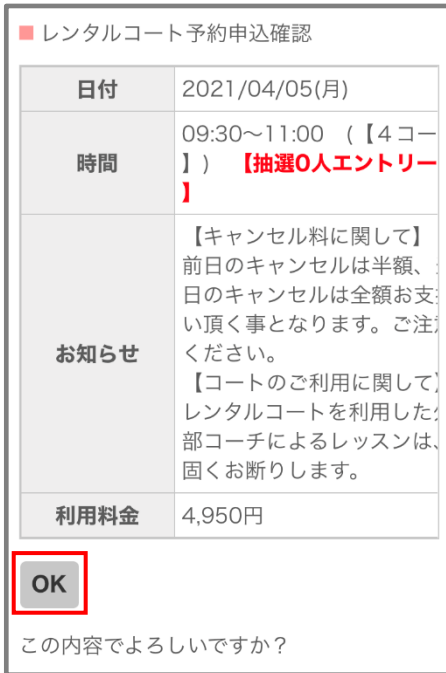 レンタルコート予約申込確認
日付 2021/04/05(月)
時間 09:30～11:00 (【4コー
】) 【抽選0人エントリー
】
お知らせ 【キャンセル料に関して】
前日のキャンセルは半額、
日のキャンセルは全額お支
い頂く事となります。ご注
ください。
【コートのご利用に関して】
レンタルコートを利用した
部コーチによるレッスンは、
固くお断りします。
利用料金 4,950円
OK
この内容でよろしいですか？